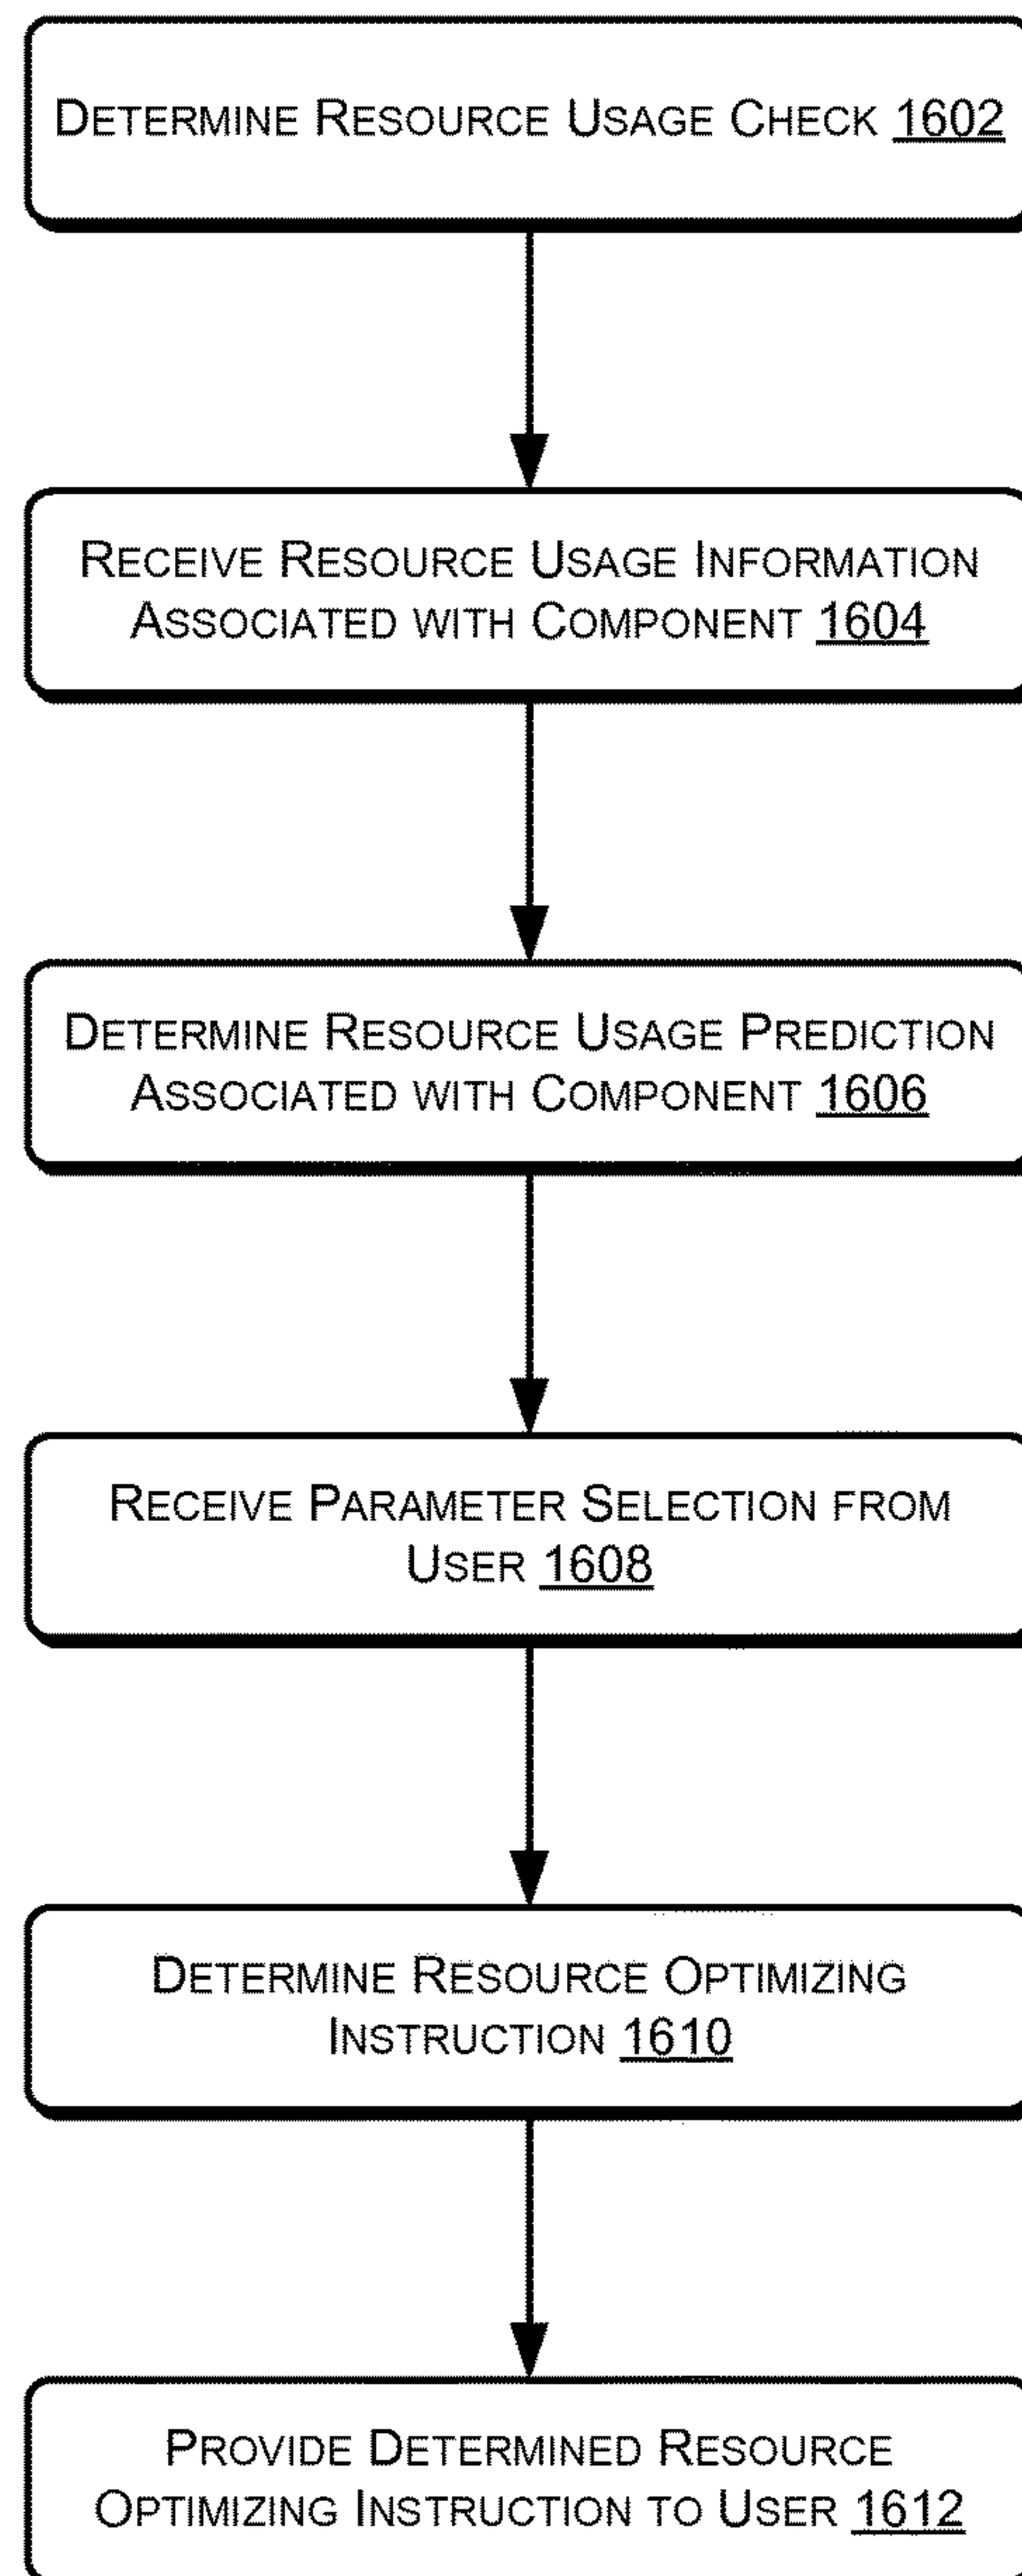 DETERMINE RESOURCE USAGE CHECK 1602
RECEIVE RESOURCE USAGE INFORMATION
ASSOCIATED WITH COMPONENT 1604
DETERMINE RESOURCE USAGE PREDICTION
ASSOCIATED WITH COMPONENT 1606
RECEIVE PARAMETER SELECTION FROM
USER 1608
DETERMINE RESOURCE OPTIMIZING
INSTRUCTION 1610
PROVIDE DETERMINED RESOURCE
OPTIMIZING INSTRUCTION TO USER 1612